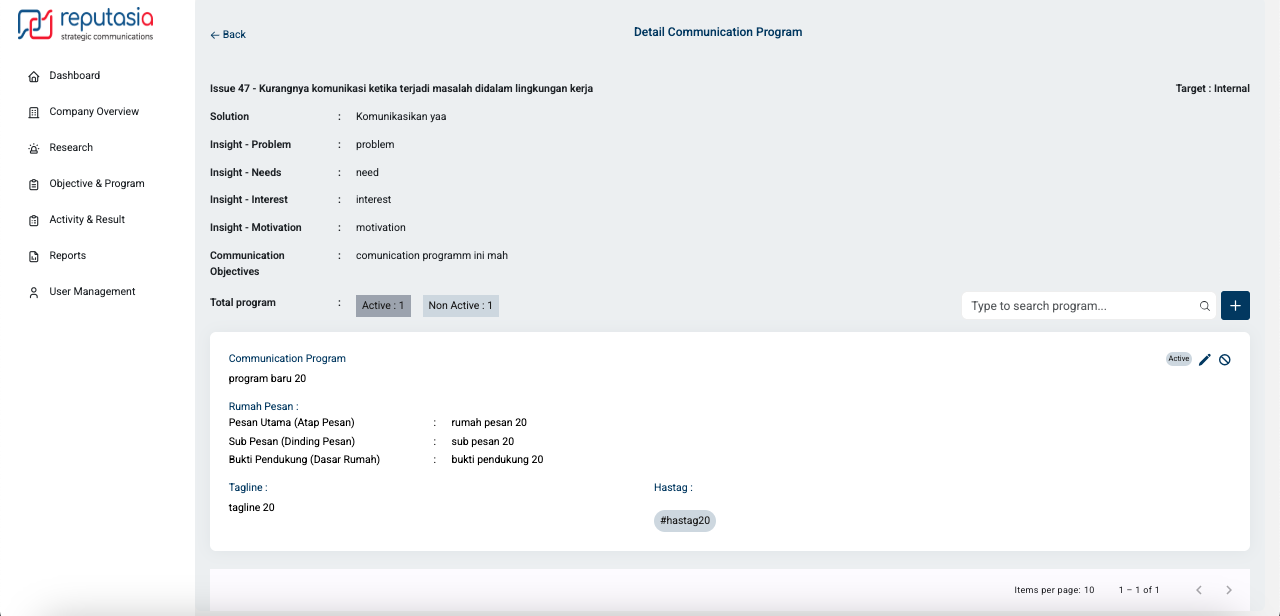 reputasia
strategic communications
Dashboard
Company Overview
Research
Objective & Program
Activity & Result
Reports
User Management
Back
Detail Communication Program
Issue 47 - Kurangnya komunikasi ketika terjadi masalah didalam lingkungan kerja
Target : Internal
Solution : Komunikasikan yaa
Insight - Problem : problem
Insight - Needs : need
Insight - Interest : interest
Insight - Motivation : motivation
Communication Objectives : comunication programm ini mah
Total program : Active : 1 Non Active : 1
Type to search program...
Communication Program
Active
program baru 20
Rumah Pesan :
Pesan Utama (Atap Pesan) : rumah pesan 20
Sub Pesan (Dinding Pesan) : sub pesan 20
Bukti Pendukung (Dasar Rumah) : bukti pendukung 20
Tagline :
tagline 20
Hastag :
#hastag20
Items per page: 10 1 – 1 of 1